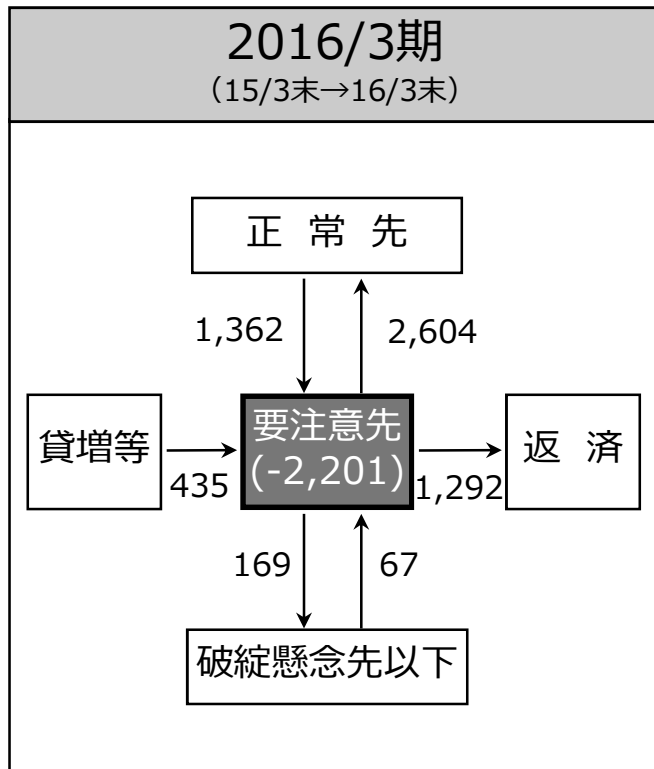 2016/3期
（15/3末→16/3末）
正 常 先
1,362
2,604
貸増等
435
要注意先
(-2,201)
1,292
返 済
169
67
破綻懸念先以下